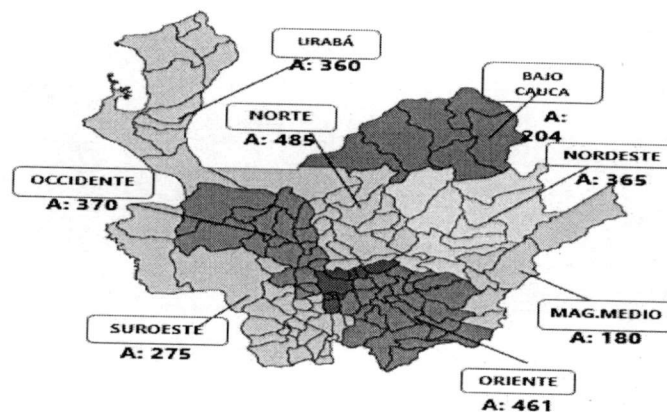 URABÁ
A: 360
BAJO
CAUCA
A:
204
NORTE
A: 485
NORDESTE
A: 365
OCCIDENTE
A: 370
MAG.MEDIO
A: 180
SUROESTE
A: 275
ORIENTE
A: 461